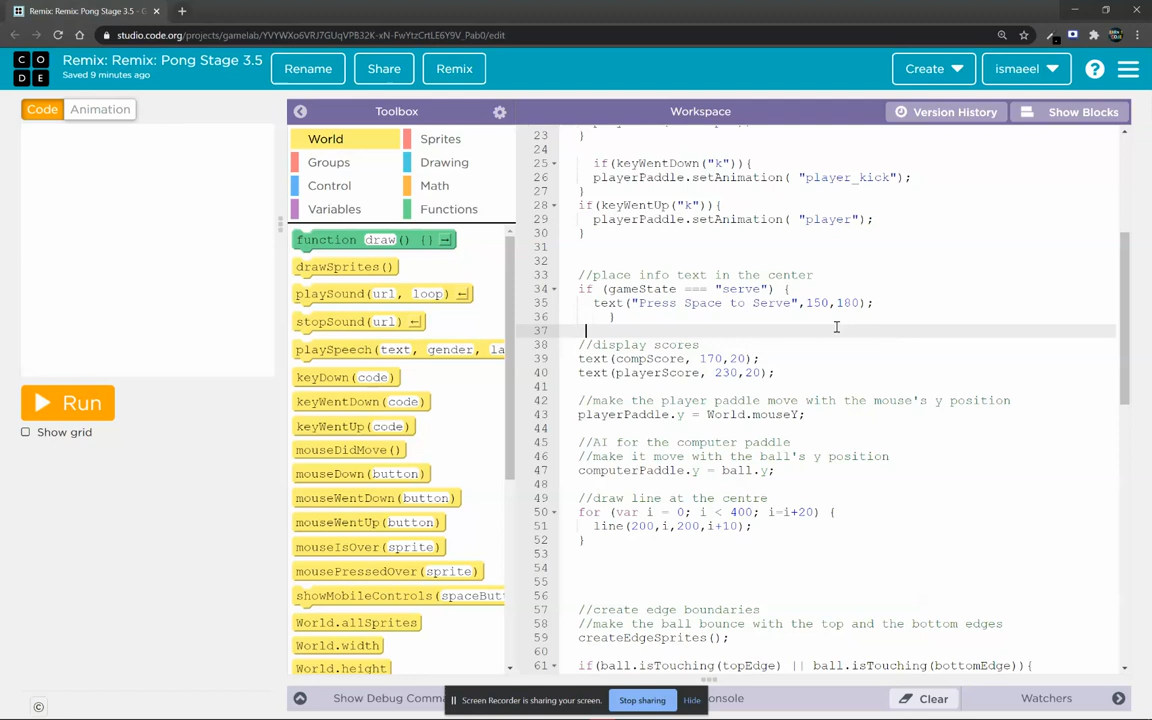 Remix: Remix: Pong Stage 3.5 - G
studio.code.org/projects/gamelab/YVYWXo6VRJ7GUqVPB32K-xN-FwYtzCrtLE6Y9V_Pab0/edit
C O D E
Remix: Remix: Pong Stage 3.5
Saved 9 minutes ago
Rename
Share
Remix
Create
ismaeel
?
Code
Animation
Toolbox
Workspace
Version History
Show Blocks
World
Sprites
Groups
Drawing
Control
Math
Variables
Functions
function draw() {}
drawSprites()
playSound(url, loop)
stopSound(url)
playSpeech(text, gender, la
keyDown(code)
keyWentDown(code)
keyWentUp(code)
mouseDidMove()
mouseDown(button)
mouseWentDown(button)
mouseWentUp(button)
mouseIsOver(sprite)
mousePressedOver(sprite)
showMobileControls(spaceButt
World.allSprites
World.width
World.height
Run
Show grid
23 }
24
25 if(keyWentDown("k")){
26 playerPaddle.setAnimation( "player_kick");
27 }
28 if(keyWentUp("k")){
29 playerPaddle.setAnimation( "player");
30 }
31
32
33 //place info text in the center
34 if (gameState === "serve") {
35 text("Press Space to Serve",150,180);
36 }
37
38 //display scores
39 text(compScore, 170,20);
40 text(playerScore, 230,20);
41
42 //make the player paddle move with the mouse's y position
43 playerPaddle.y = World.mouseY;
44
45 //AI for the computer paddle
46 //make it move with the ball's y position
47 computerPaddle.y = ball.y;
48
49 //draw line at the centre
50 for (var i = 0; i < 400; i=i+20) {
51 line(200,i,200,i+10);
52 }
53
54
55
56
57 //create edge boundaries
58 //make the ball bounce with the top and the bottom edges
59 createEdgeSprites();
60
61 if(ball.isTouching(topEdge) || ball.isTouching(bottomEdge)){
Show Debug Comma
Screen Recorder is sharing your screen.
Stop sharing
Hide
onsole
Clear
Watchers
©